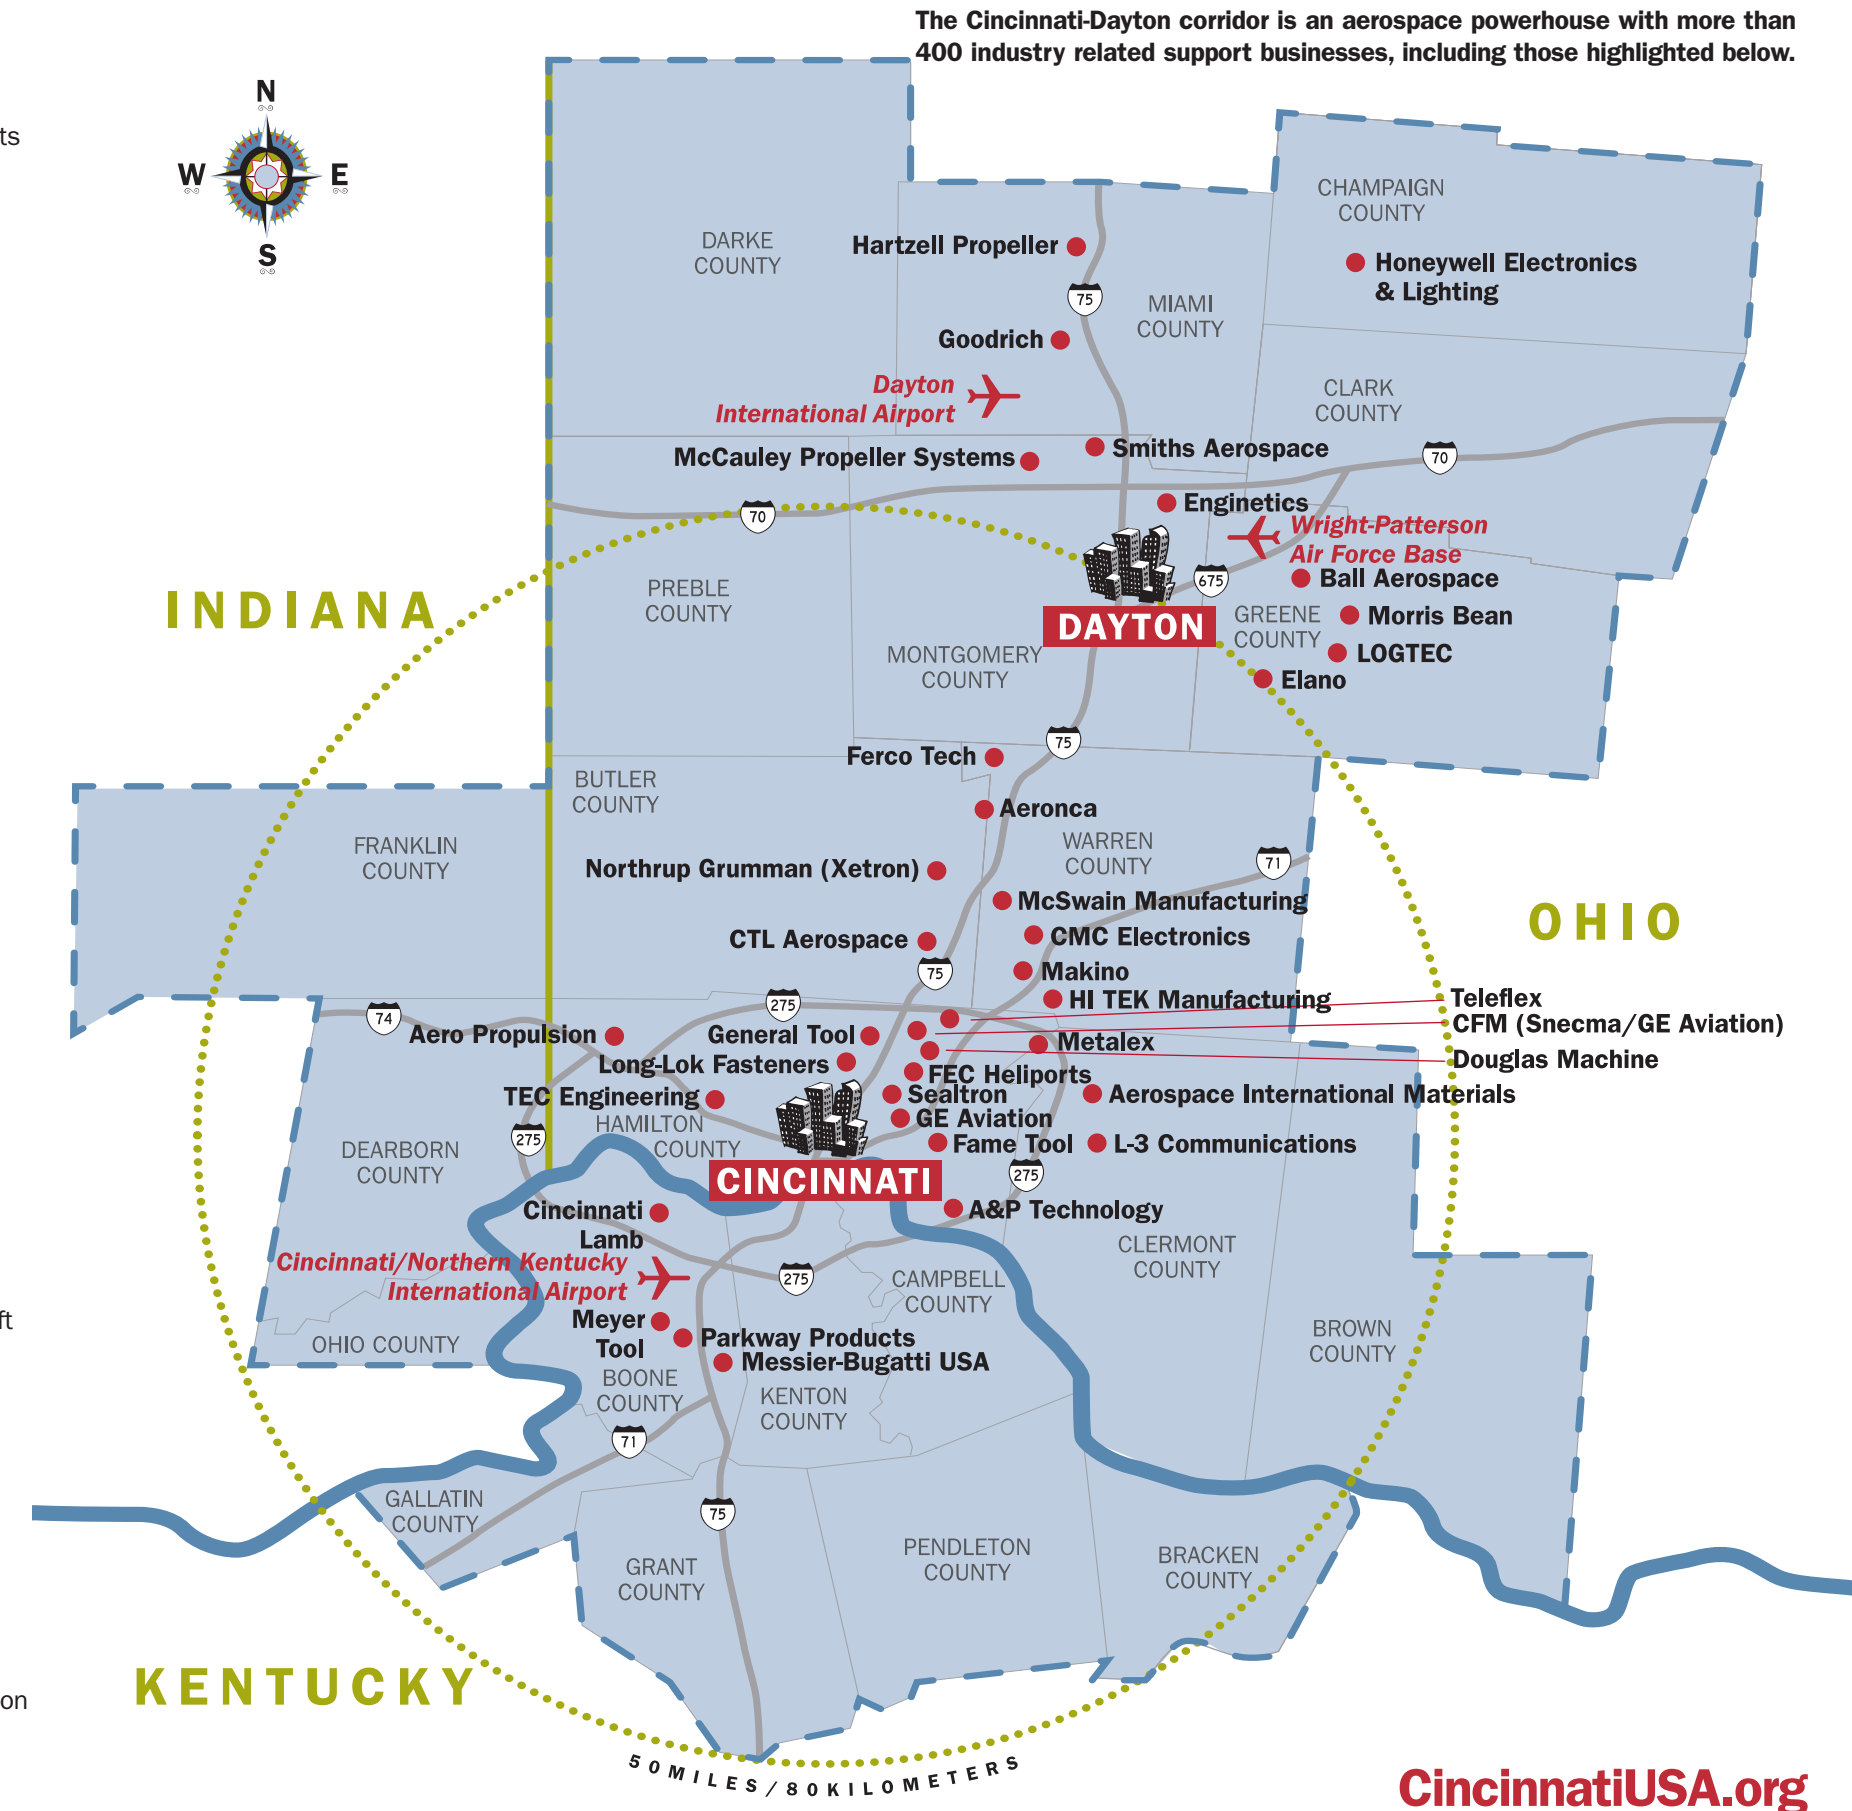 The Cincinnati-Dayton corridor is an aerospace powerhouse with more than
400 industry related support businesses, including those highlighted below.
N
W
E
S
ts
CHAMPAIGN
COUNTY
DARKE
COUNTY
Hartzell Propeller
Honeywell Electronics
& Lighting
75
MIAMI
COUNTY
Goodrich
Dayton
International Airport
CLARK
COUNTY
Smiths Aerospace
McCauley Propeller Systems
70
Enginetics
70
Wright-Patterson
Air Force Base
675
Ball Aerospace
INDIANA
PREBLE
COUNTY
DAYTON
GREENE
COUNTY
Morris Bean
MONTGOMERY
COUNTY
LOGTEC
Elano
75
Ferco Tech
BUTLER
COUNTY
Aeronca
FRANKLIN
COUNTY
WARREN
COUNTY
71
Northrup Grumman (Xetron)
McSwain Manufacturing
OHIO
CTL Aerospace
CMC Electronics
75
Makino
HI TEK Manufacturing
Teleflex
275
74
CFM (Snecma/GE Aviation)
Aero Propulsion
General Tool
Metalex
Douglas Machine
Long-Lok Fasteners
FEC Heliports
TEC Engineering
Sealtron
Aerospace International Materials
HAMILTON
COUNTY
GE Aviation
275
Fame Tool
L-3 Communications
DEARBORN
COUNTY
CINCINNATI
275
Cincinnati
Lamb
A&P Technology
Cincinnati/Northern Kentucky
International Airport
CLERMONT
COUNTY
275
CAMPBELL
COUNTY
Meyer
Tool
ft
OHIO COUNTY
Parkway Products
BROWN
COUNTY
Messier-Bugatti USA
BOONE
COUNTY
KENTON
COUNTY
71
GALLATIN
COUNTY
75
GRANT
COUNTY
PENDLETON
COUNTY
BRACKEN
COUNTY
KENTUCKY
on
50 MILES/80 KILOMETERS
CincinnatiUSA.org